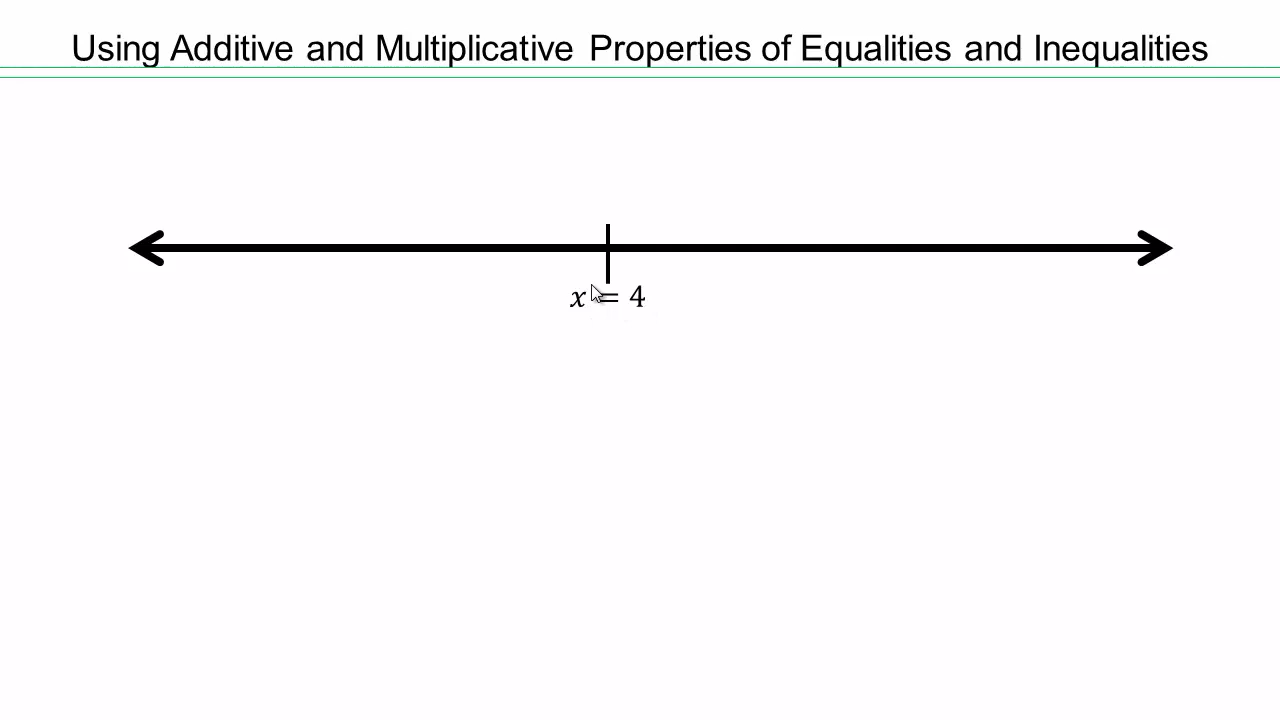 Using Additive and Multiplicative Properties of Equalities and Inequalities
x = 4